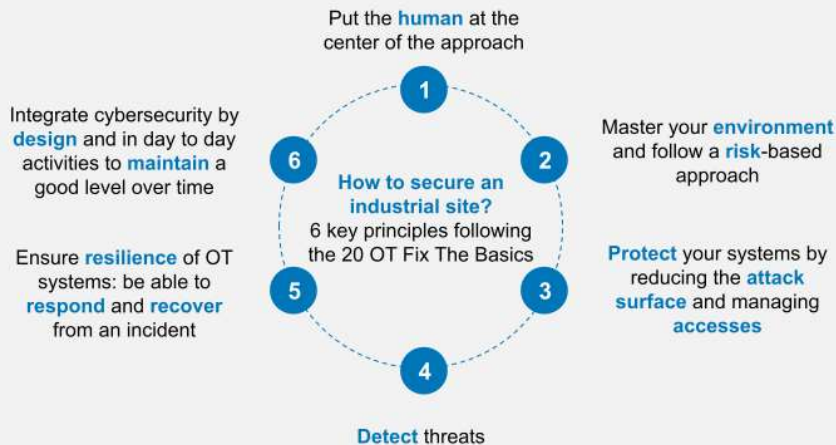 Put the human at the
center of the approach
1
Integrate cybersecurity by
design and in day to day
activities to maintain a
good level over time
6
2
Master your environment
and follow a risk-based
approach
How to secure an
industrial site?
6 key principles following
the 20 OT Fix The Basics
Ensure resilience of OT
systems: be able to
respond and recover
from an incident
5
3
Protect your systems by
reducing the attack
surface and managing
accesses
4
Detect threats